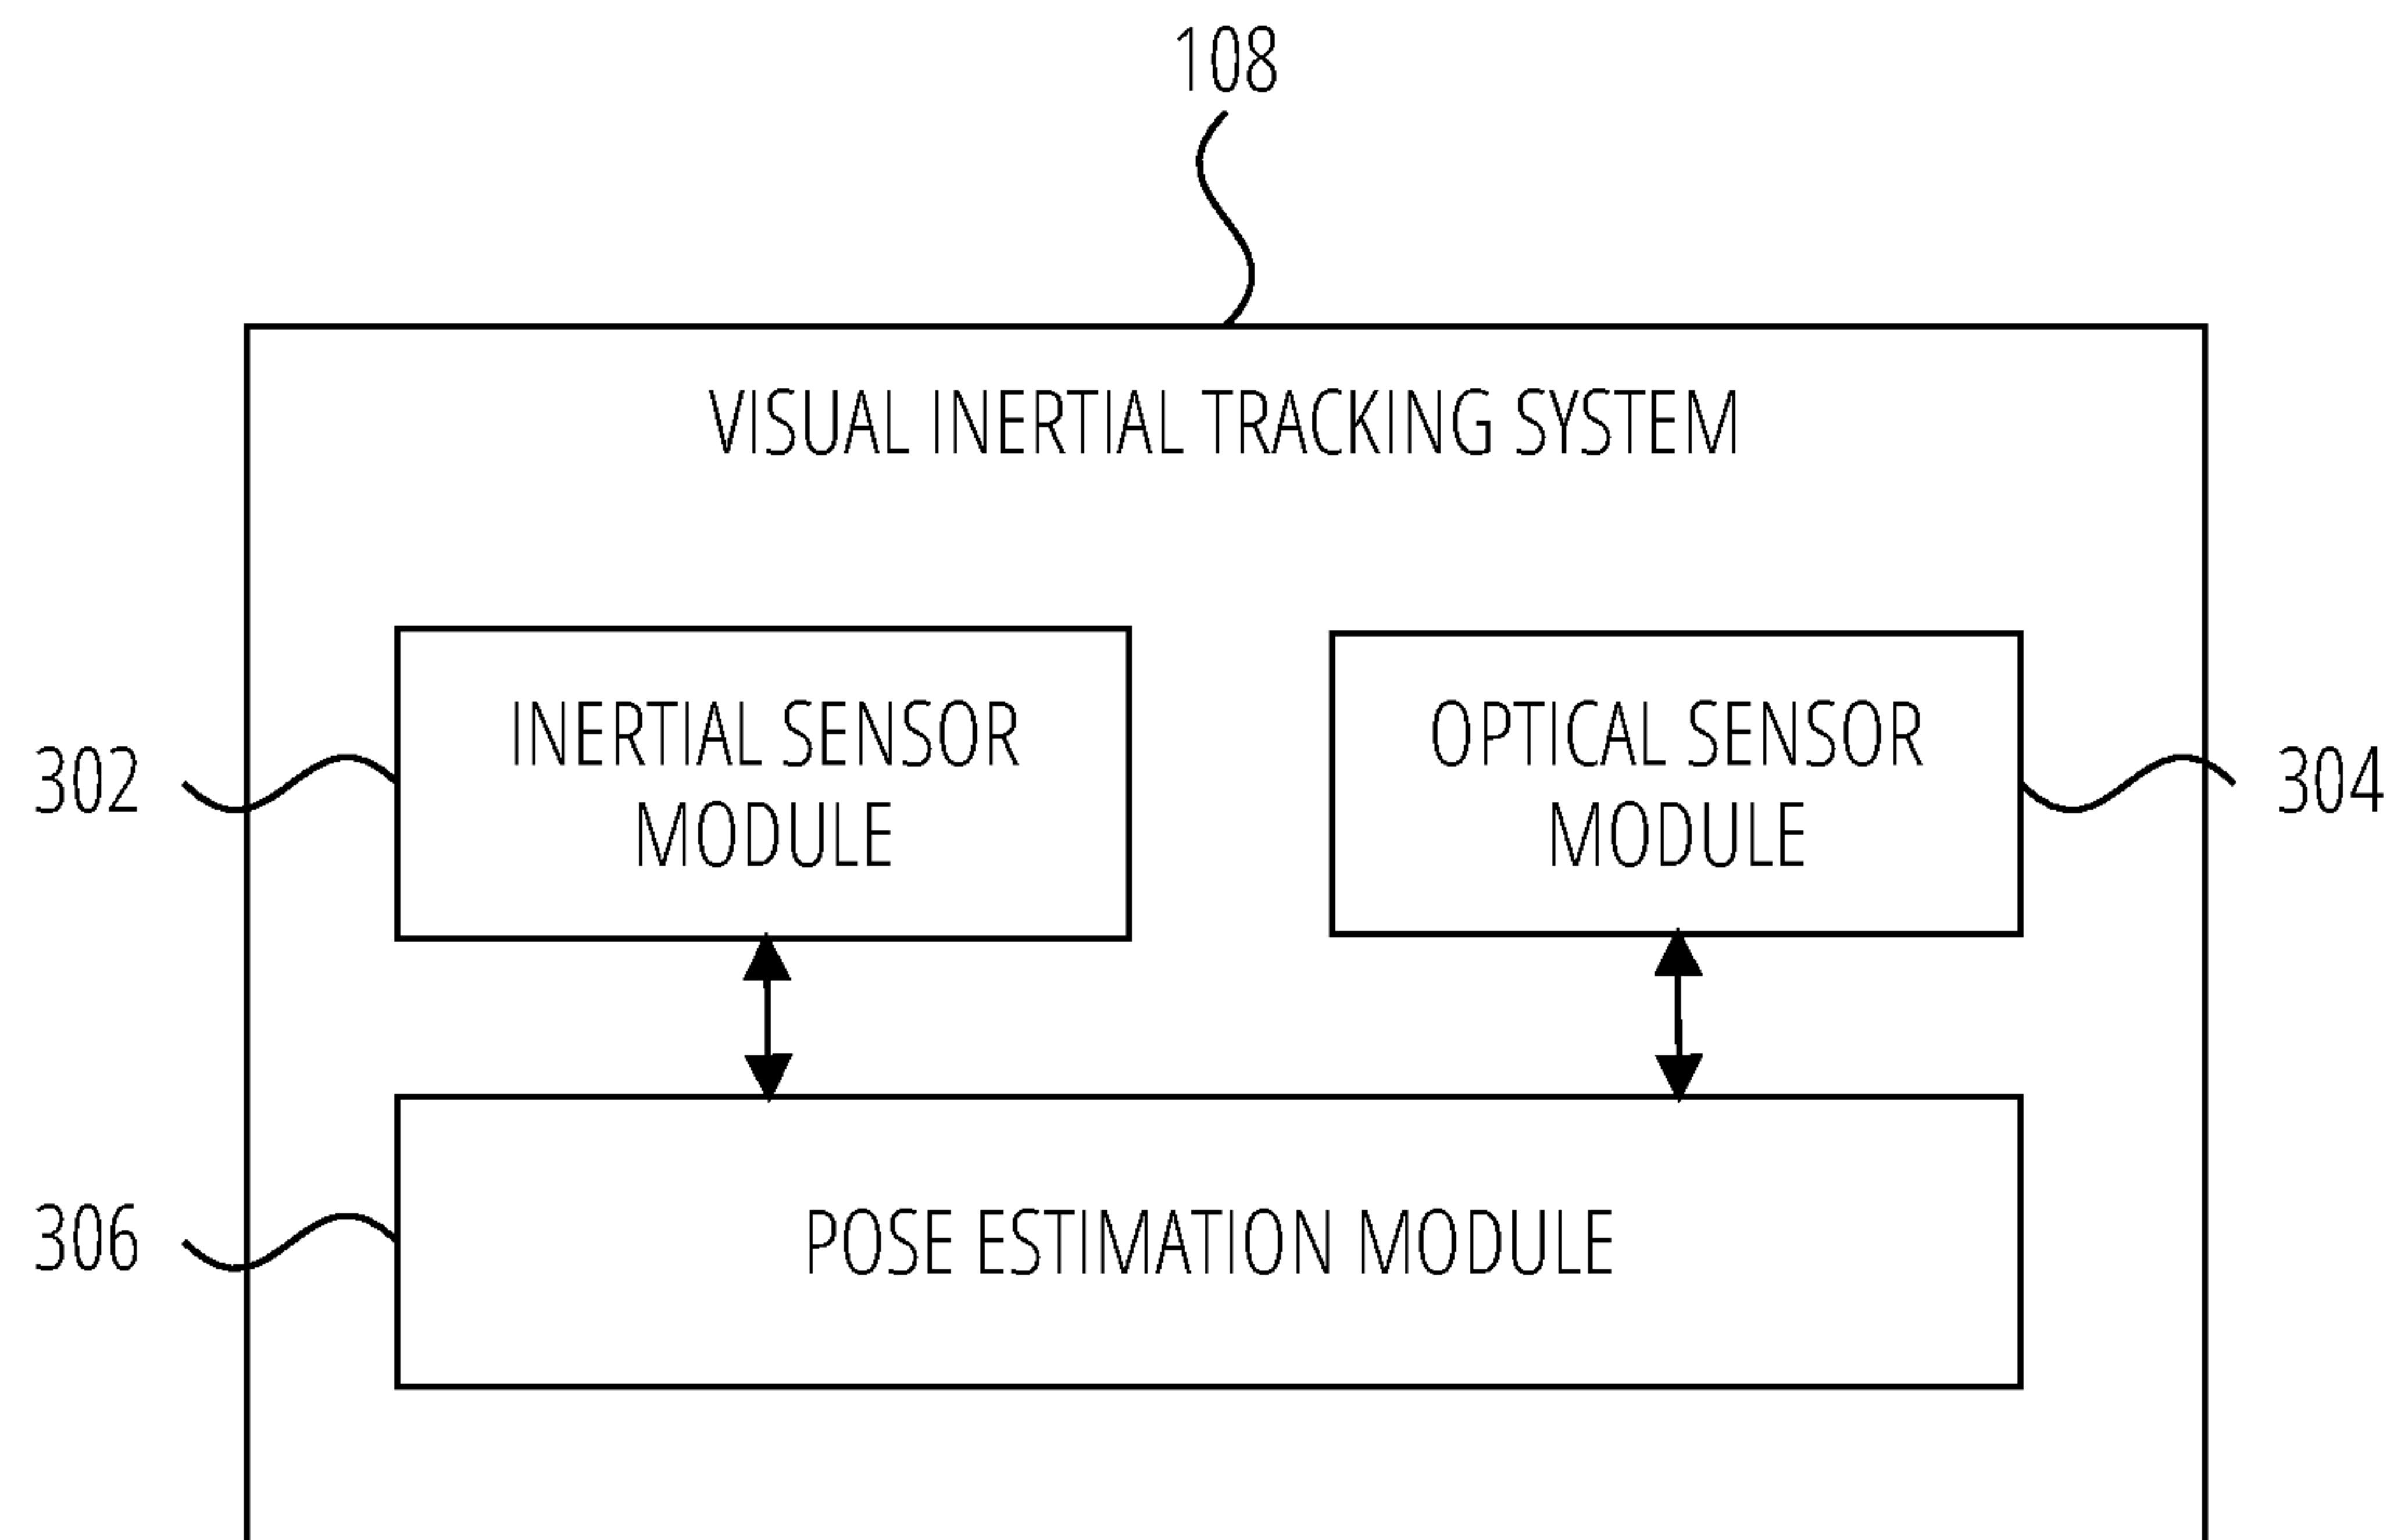 108
VISUAL INERTIAL TRACKING SYSTEM
INERTIAL SENSOR
MODULE
OPTICAL SENSOR
MODULE
302
304
POSE ESTIMATION MODULE
306